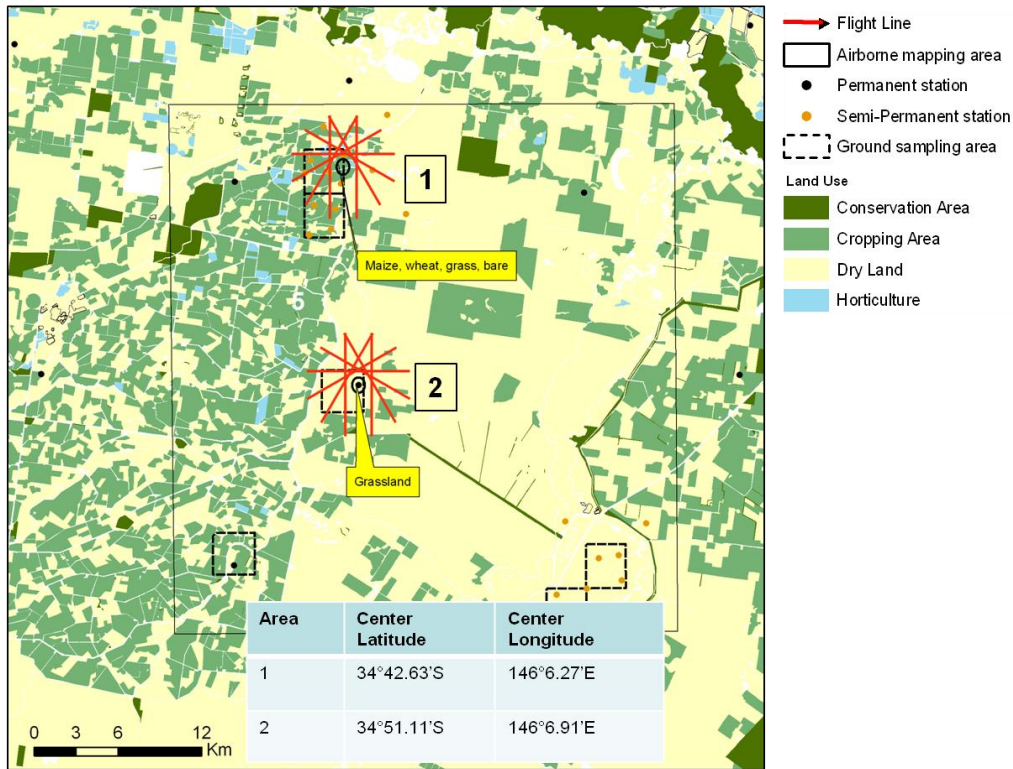 Flight Line
Airborne mapping area
Permanent station
Semi-Permanent station
Ground sampling area
Land Use
Conservation Area
Cropping Area
Dry Land
Horticulture
1
Maize, wheat, grass, bare
5
2
Grassland
Area Center Latitude Center Longitude
1 34°42.63'S 146°6.27'E
2 34°51.11'S 146°6.91'E
0 3 6 12
Km